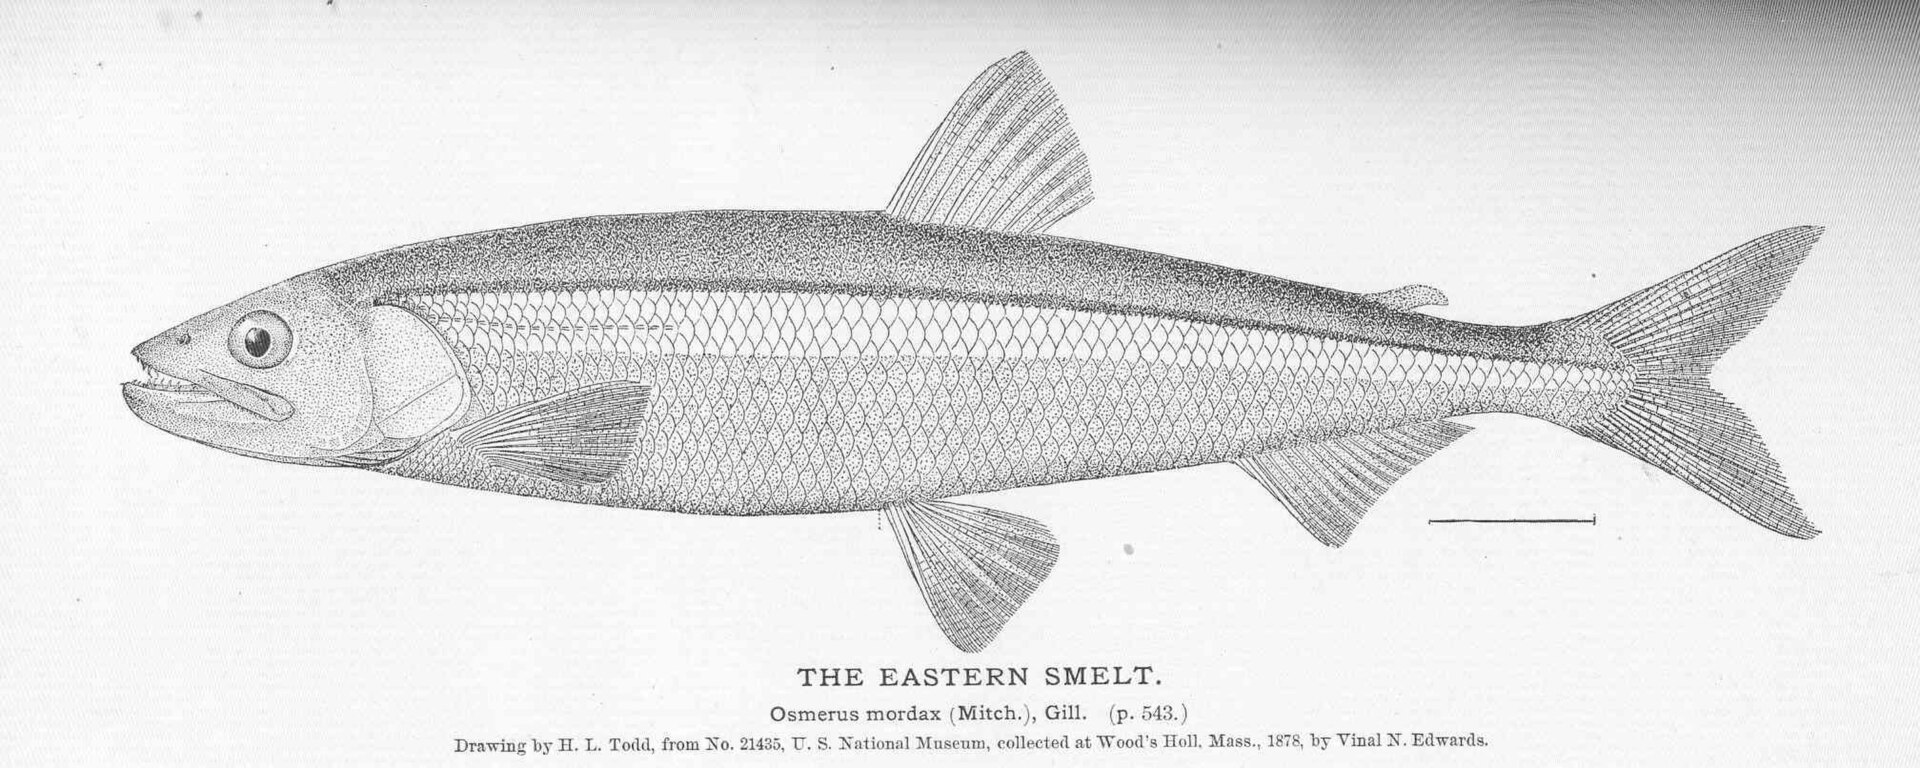 THE EASTERN SMELT.
Osmerus mordax (Mitch.), Gill. (p. 543.)
Drawing by H. L. Todd, from No. 21435, U. S. National Museum, collected at Wood's Holl, Mass., 1878, by Vinal N. Edwards.